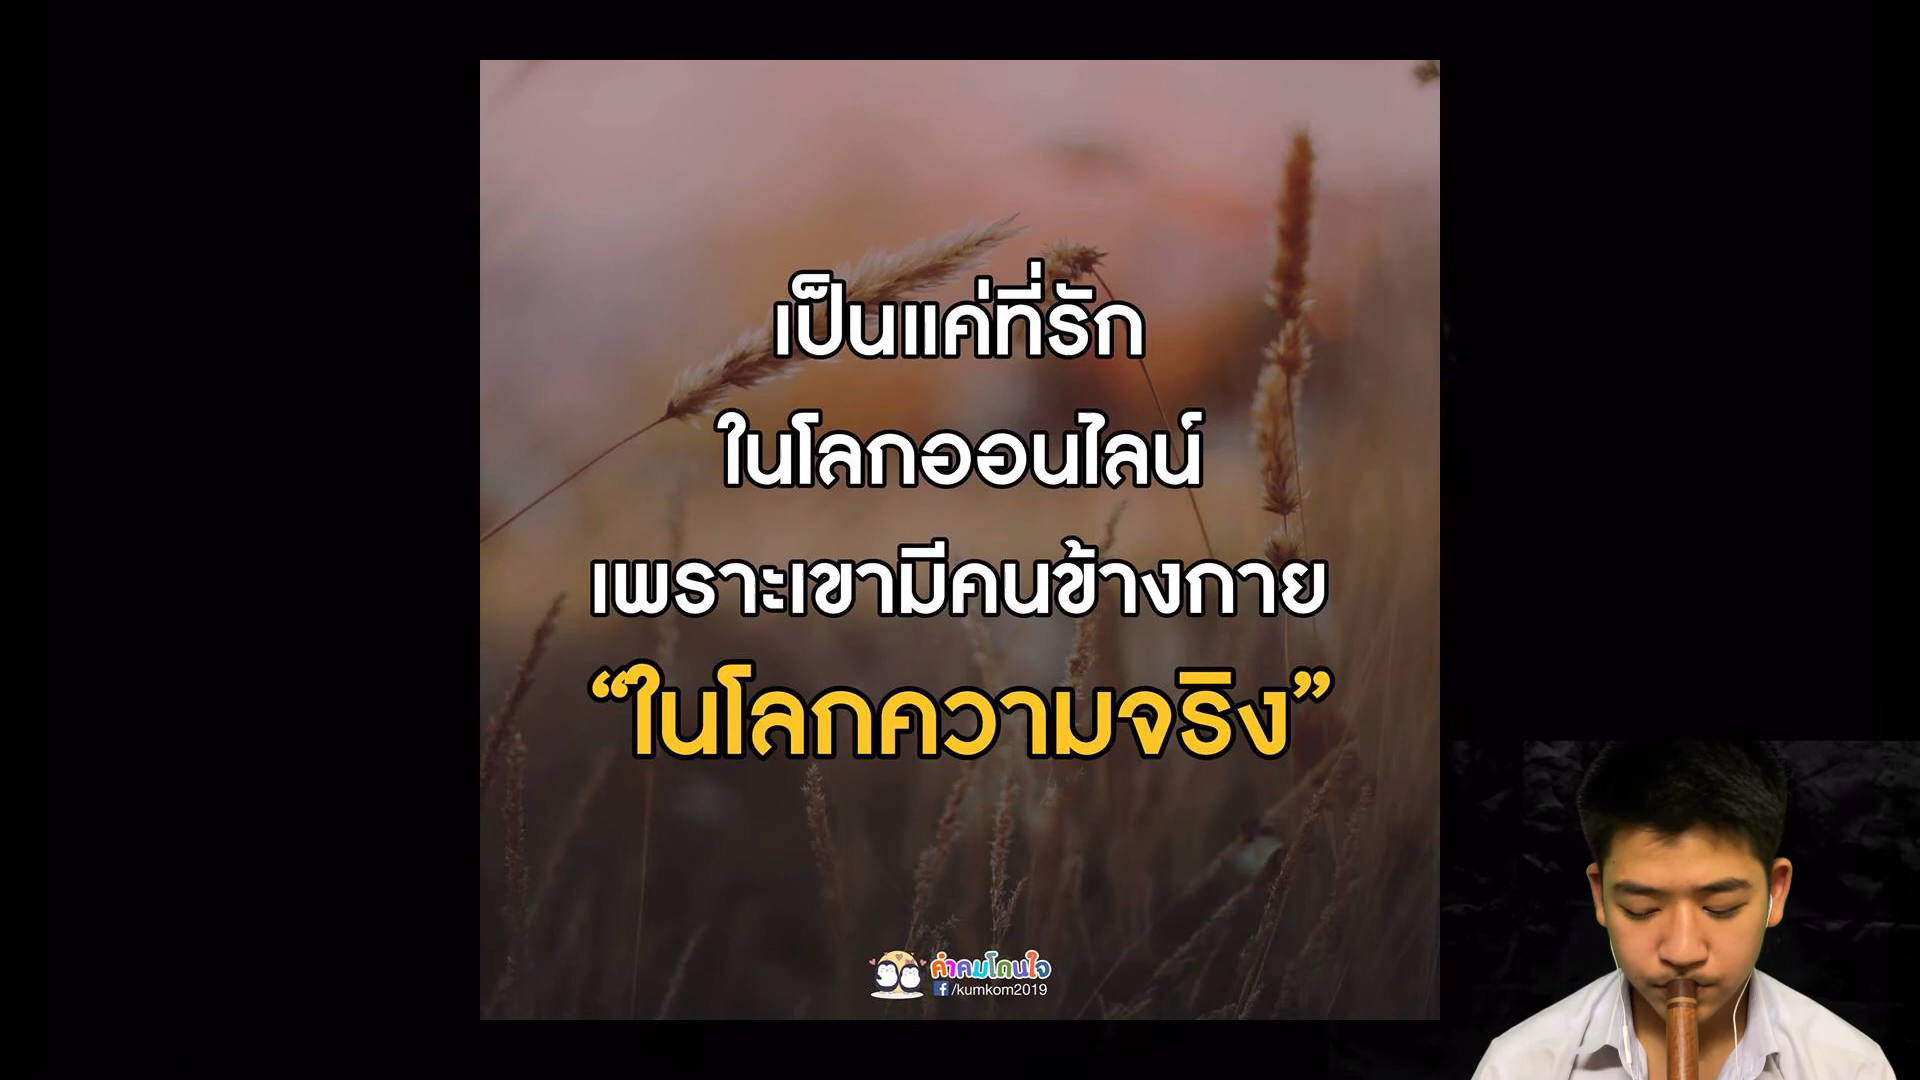 เป็นแค่ที่รัก
ในโลกออนไลน์
เพราะเขามีคนข้างกาย
“ในโลกความจริง”
คำคมโดนใจ
f/kumkom2019